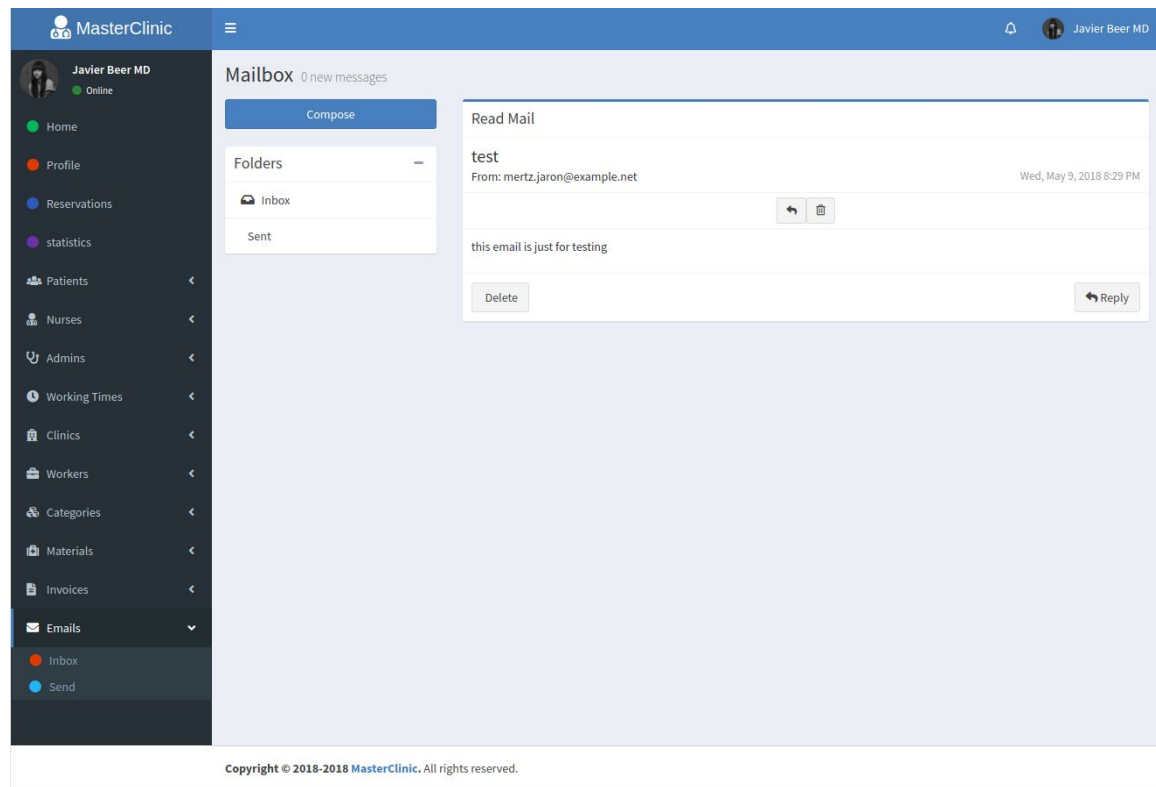 MasterClinic
Javier Beer MD
Javier Beer MD
Online
Home
Profile
Reservations
statistics
Patients
Nurses
Admins
Working Times
Clinics
Workers
Categories
Materials
Invoices
Emails
Inbox
Send
Mailbox 0 new messages
Compose
Folders
Inbox
Sent
Read Mail
test
From: mertz.jaron@example.net
Wed, May 9, 2018 8:29 PM
this email is just for testing
Delete
Reply
Copyright © 2018-2018 MasterClinic. All rights reserved.